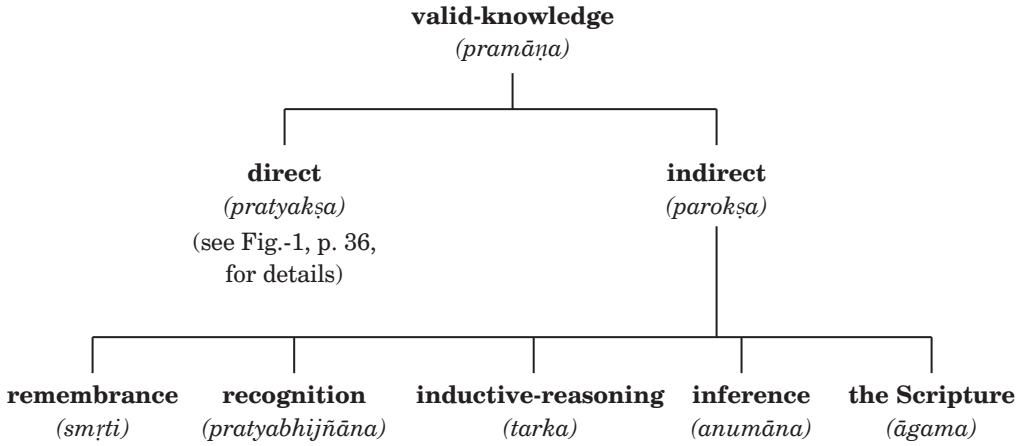 valid-knowledge
(pramāṇa)
direct
(pratyakṣa)
(see Fig.-1, p. 36,
for details)
indirect
(parokṣa)
remembrance
(smṛti)
recognition
(pratyabhijñāna)
inductive-reasoning
(tarka)
inference
(anumāna)
the Scripture
(āgama)